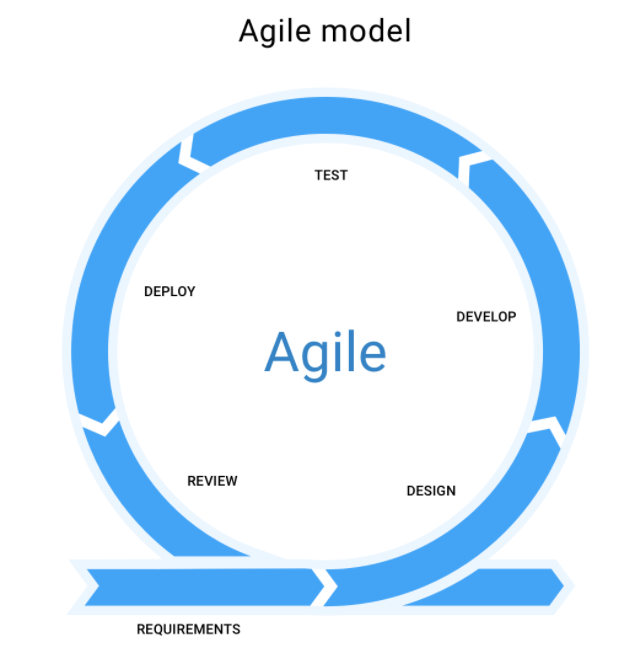 Agile model
TEST
DEPLOY
DEVELOP
Agile
REVIEW
DESIGN
REQUIREMENTS